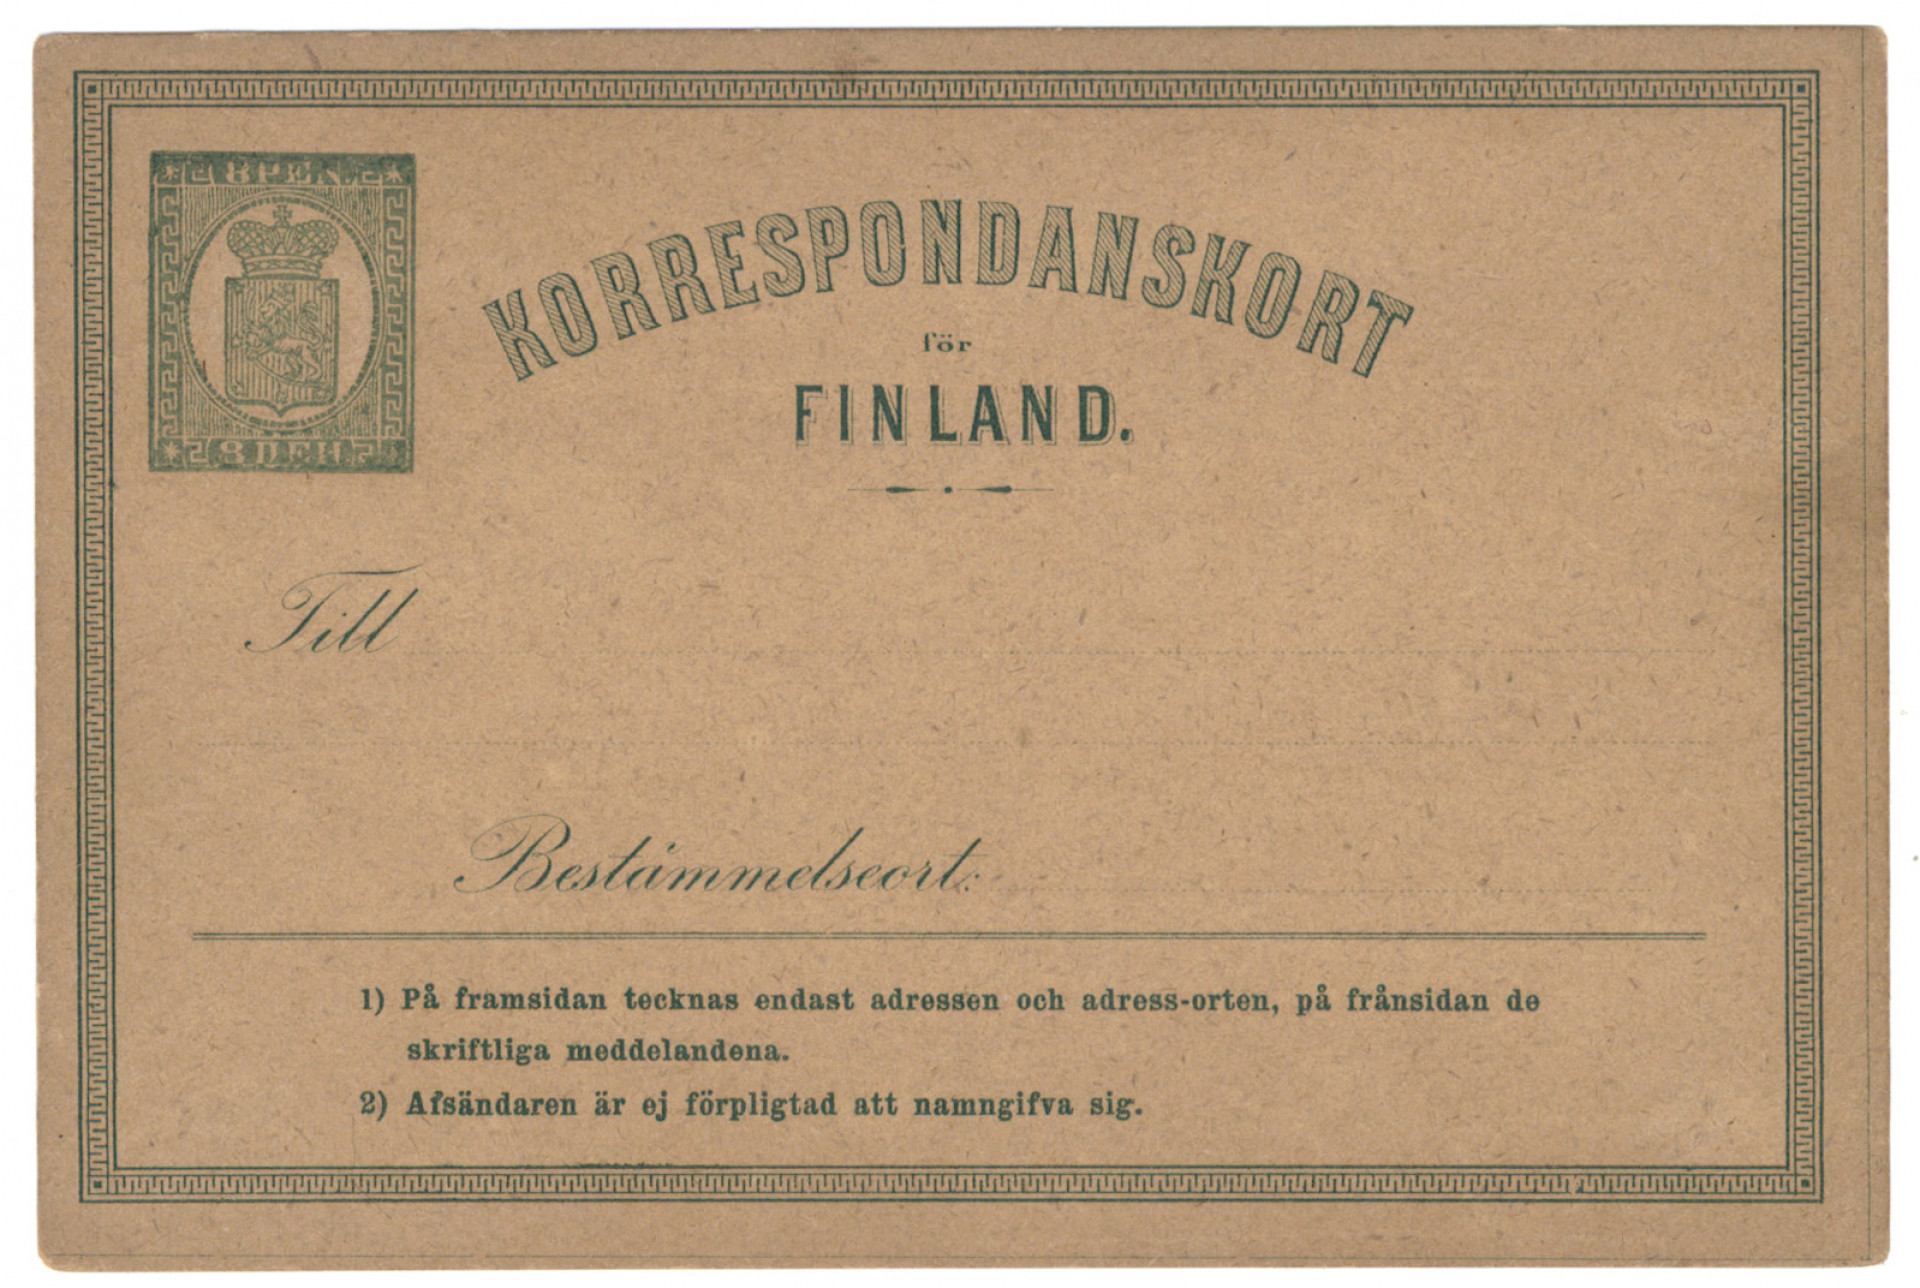 8 PEN.
8 ПЕН.
KORRESPONDANSKORT
för
FINLAND.
Till
Bestämmelseort:
1) På framsidan tecknas endast adressen och adress-orten, på frånsidan de
skriftliga meddelandena.
2) Afsändaren är ej förpligtad att namngifva sig.